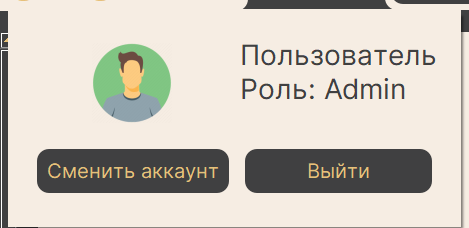 Пользователь
Роль: Admin
Сменить аккаунт
Выйти